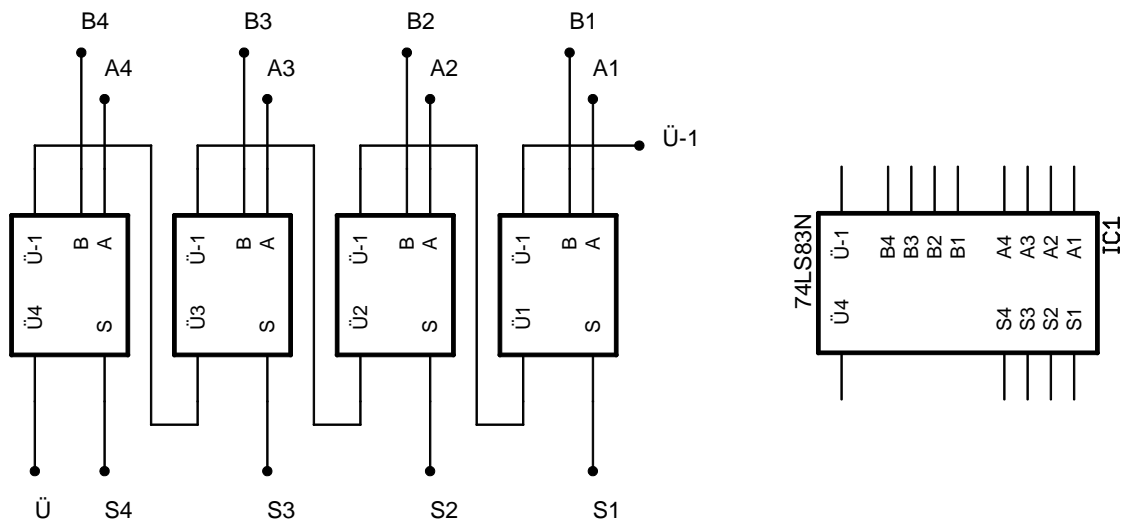 B4 B3 B2 B1
A4 A3 A2 A1
Ü-1
Ü-1 B A Ü-1 B A Ü-1 B A Ü-1 B A
Ü4 S Ü3 S Ü2 S Ü1 S
Ü S4 S3 S2 S1
74LS83N
IC1
Ü-1 B4 B3 B2 B1 A4 A3 A2 A1
Ü4 S4 S3 S2 S1